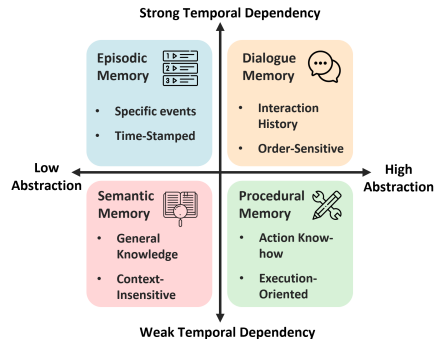 Strong Temporal Dependency
Episodic
Memory
1
2
3
• Specific events
• Time-Stamped
Dialogue
Memory
• Interaction
History
• Order-Sensitive
Low
Abstraction
High
Abstraction
Semantic
Memory
• General
Knowledge
• Context-
Insensitive
Procedural
Memory
• Action Know-
how
• Execution-
Oriented
Weak Temporal Dependency